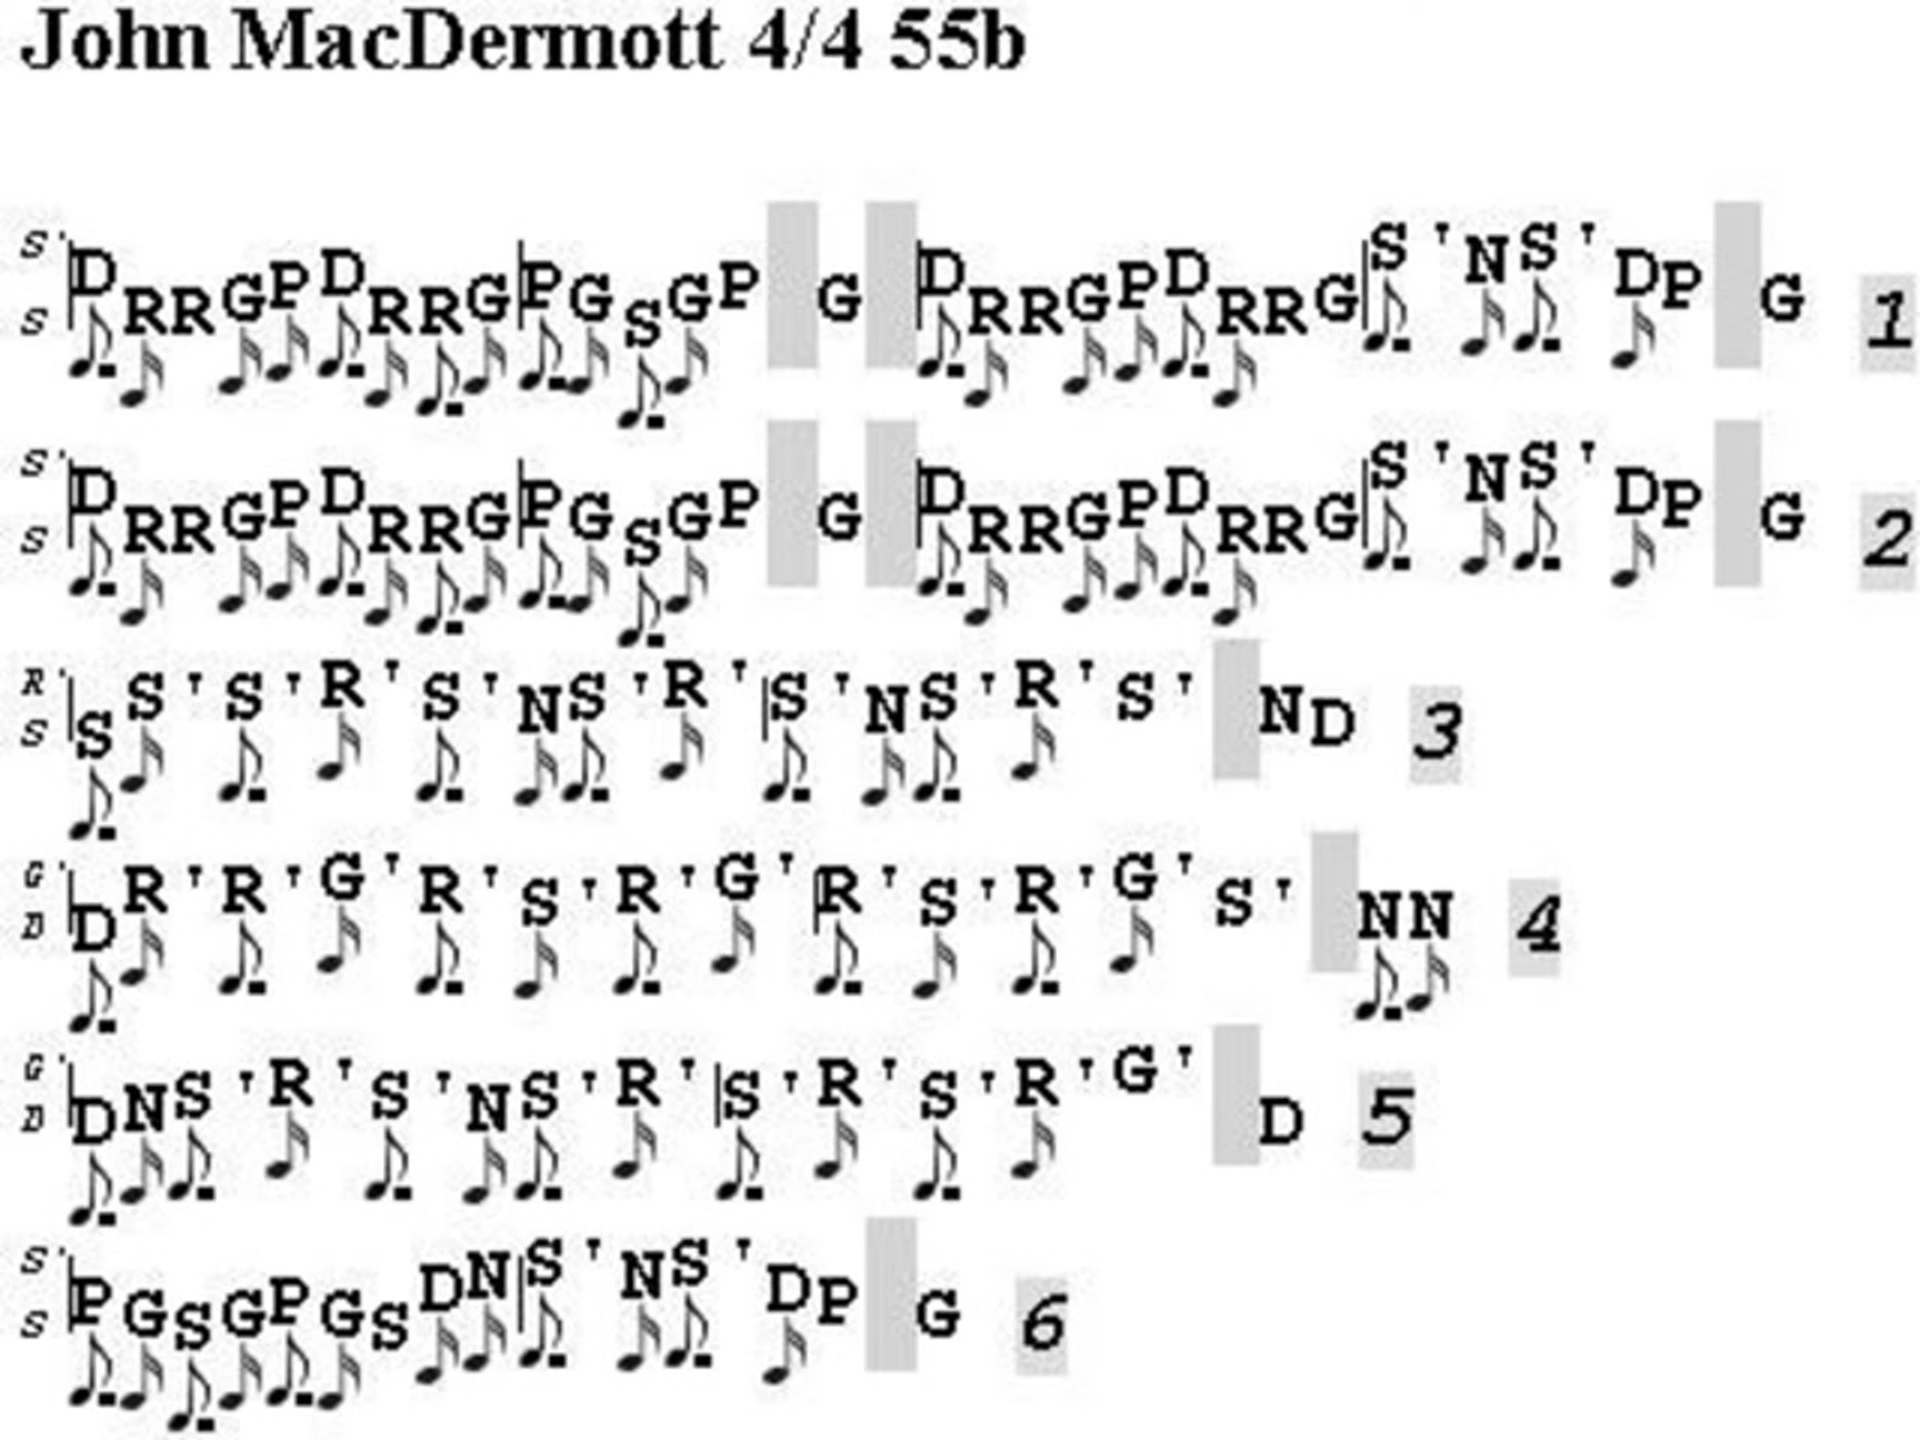 John MacDermott 4/4 55b
S' D R R G P D R R G P G S G P G D R R G P D R R G S ' N S ' D P G 1
S
S' D R R G P D R R G P G S G P G D R R G P D R R G S ' N S ' D P G 2
S
R' S S ' S ' R ' S ' N S ' R ' S ' N S ' R ' S ' N D 3
S
G' D R ' R ' G ' R ' S ' R ' G ' R ' S ' R ' G ' S ' N N 4
D
G' D N S ' R ' S ' N S ' R ' S ' R ' S ' R ' G ' D 5
D
S' P G S G P G S D N S ' N S ' D P G 6
S